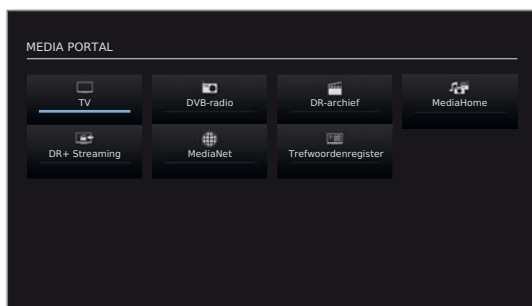 MEDIA PORTAL
TV
DVB-radio
DR-archief
MediaHome
DR+ Streaming
MediaNet
Trefwoordenregister